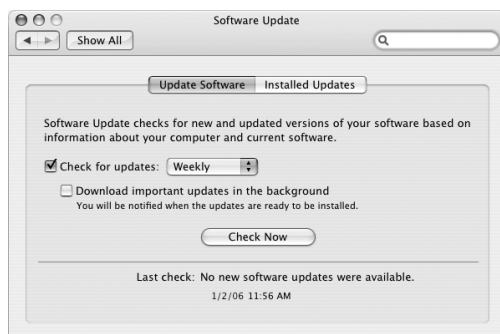 Software Update
Show All
Update Software Installed Updates
Software Update checks for new and updated versions of your software based on
information about your computer and current software.
Check for updates: Weekly
Download important updates in the background
You will be notified when the updates are ready to be installed.
Check Now
Last check: No new software updates were available.
1/2/06 11:56 AM